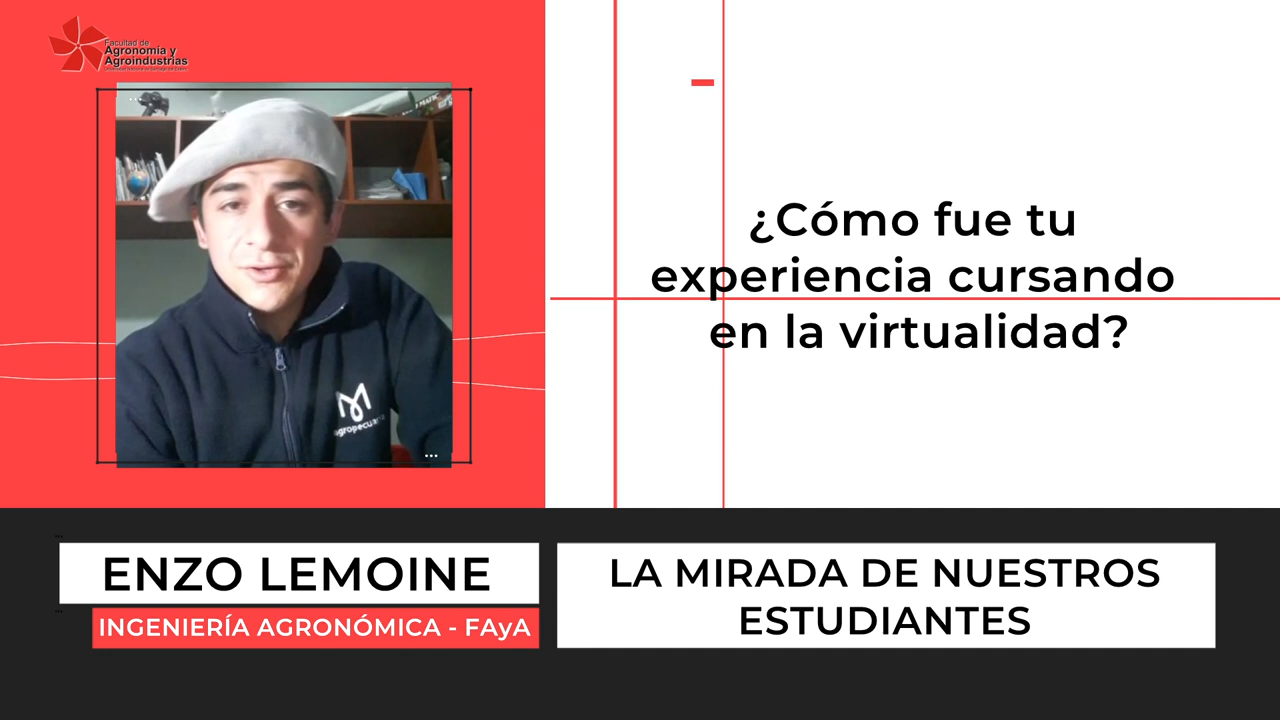 Facultad de
Agronomía y
Agroindustrias
¿Cómo fue tu
experiencia cursando
en la virtualidad?
ENZO LEMOINE
INGENIERÍA AGRONÓMICA - FAyA
LA MIRADA DE NUESTROS
ESTUDIANTES